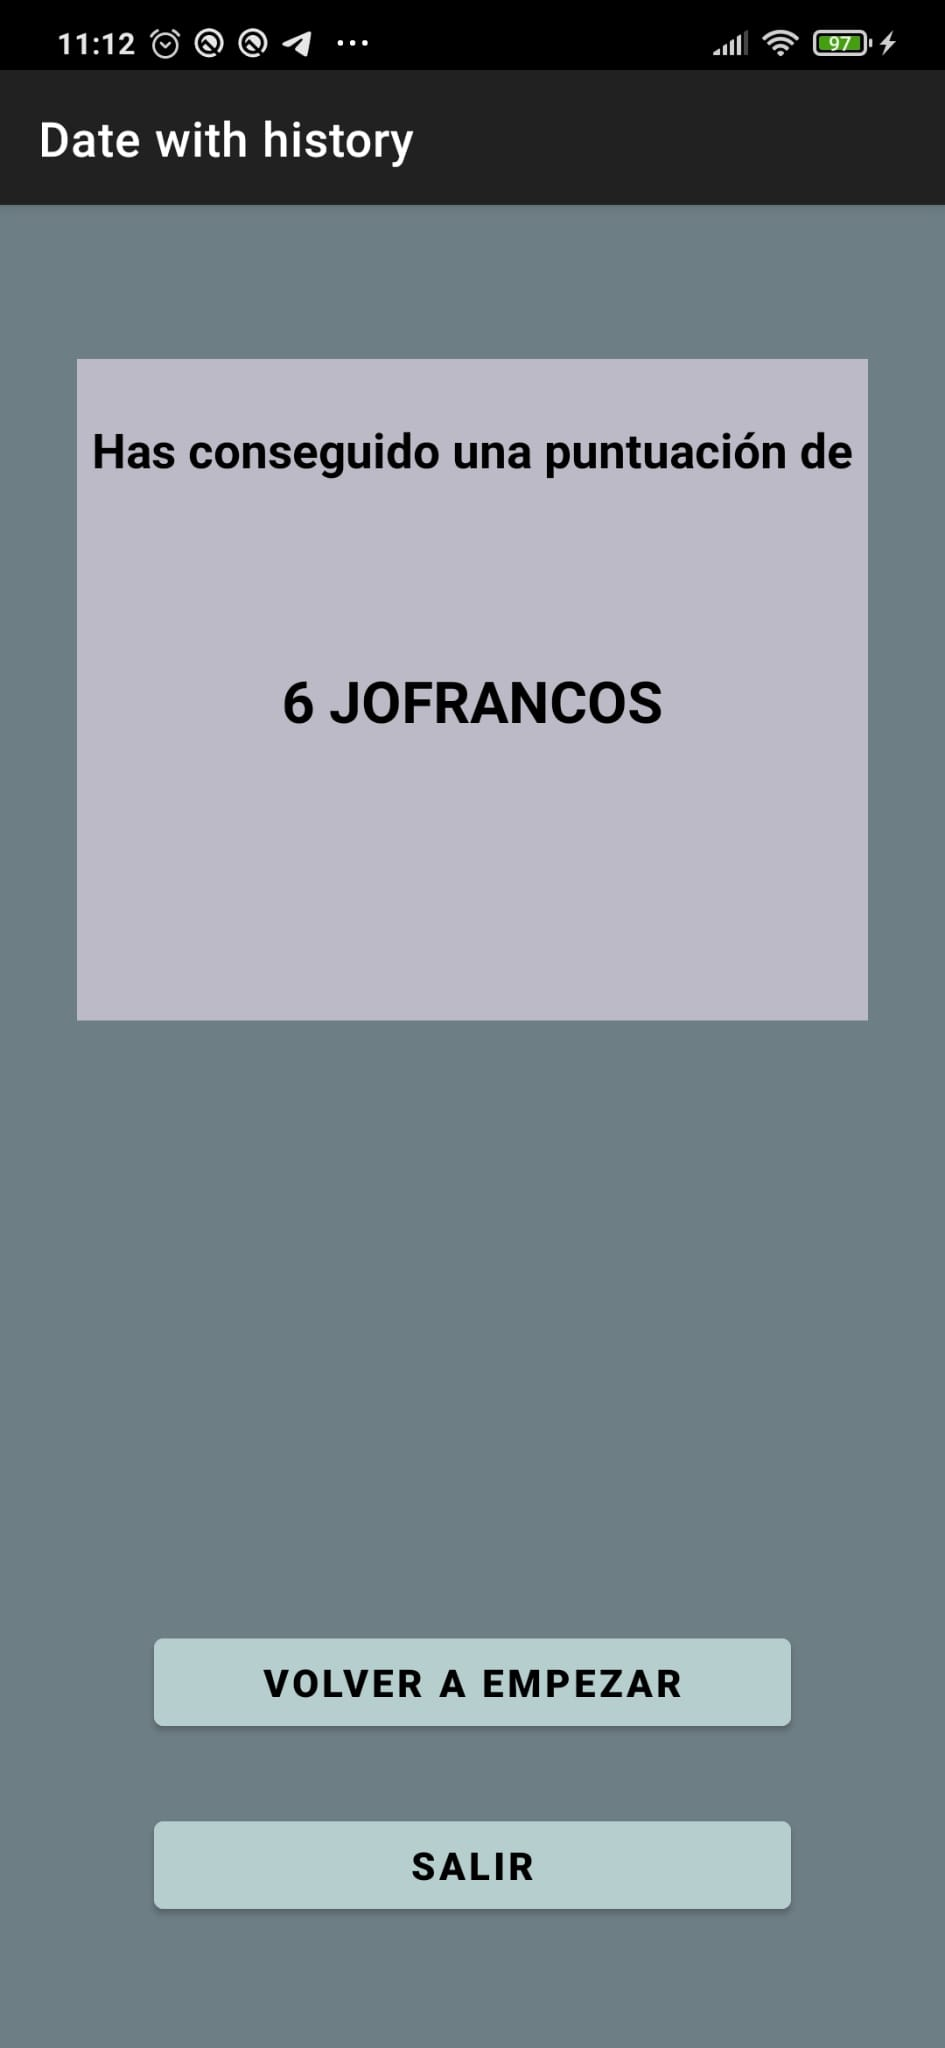 11:12
97
Date with history
Has conseguido una puntuación de
6 JOFRANCOS
VOLVER A EMPEZAR
SALIR